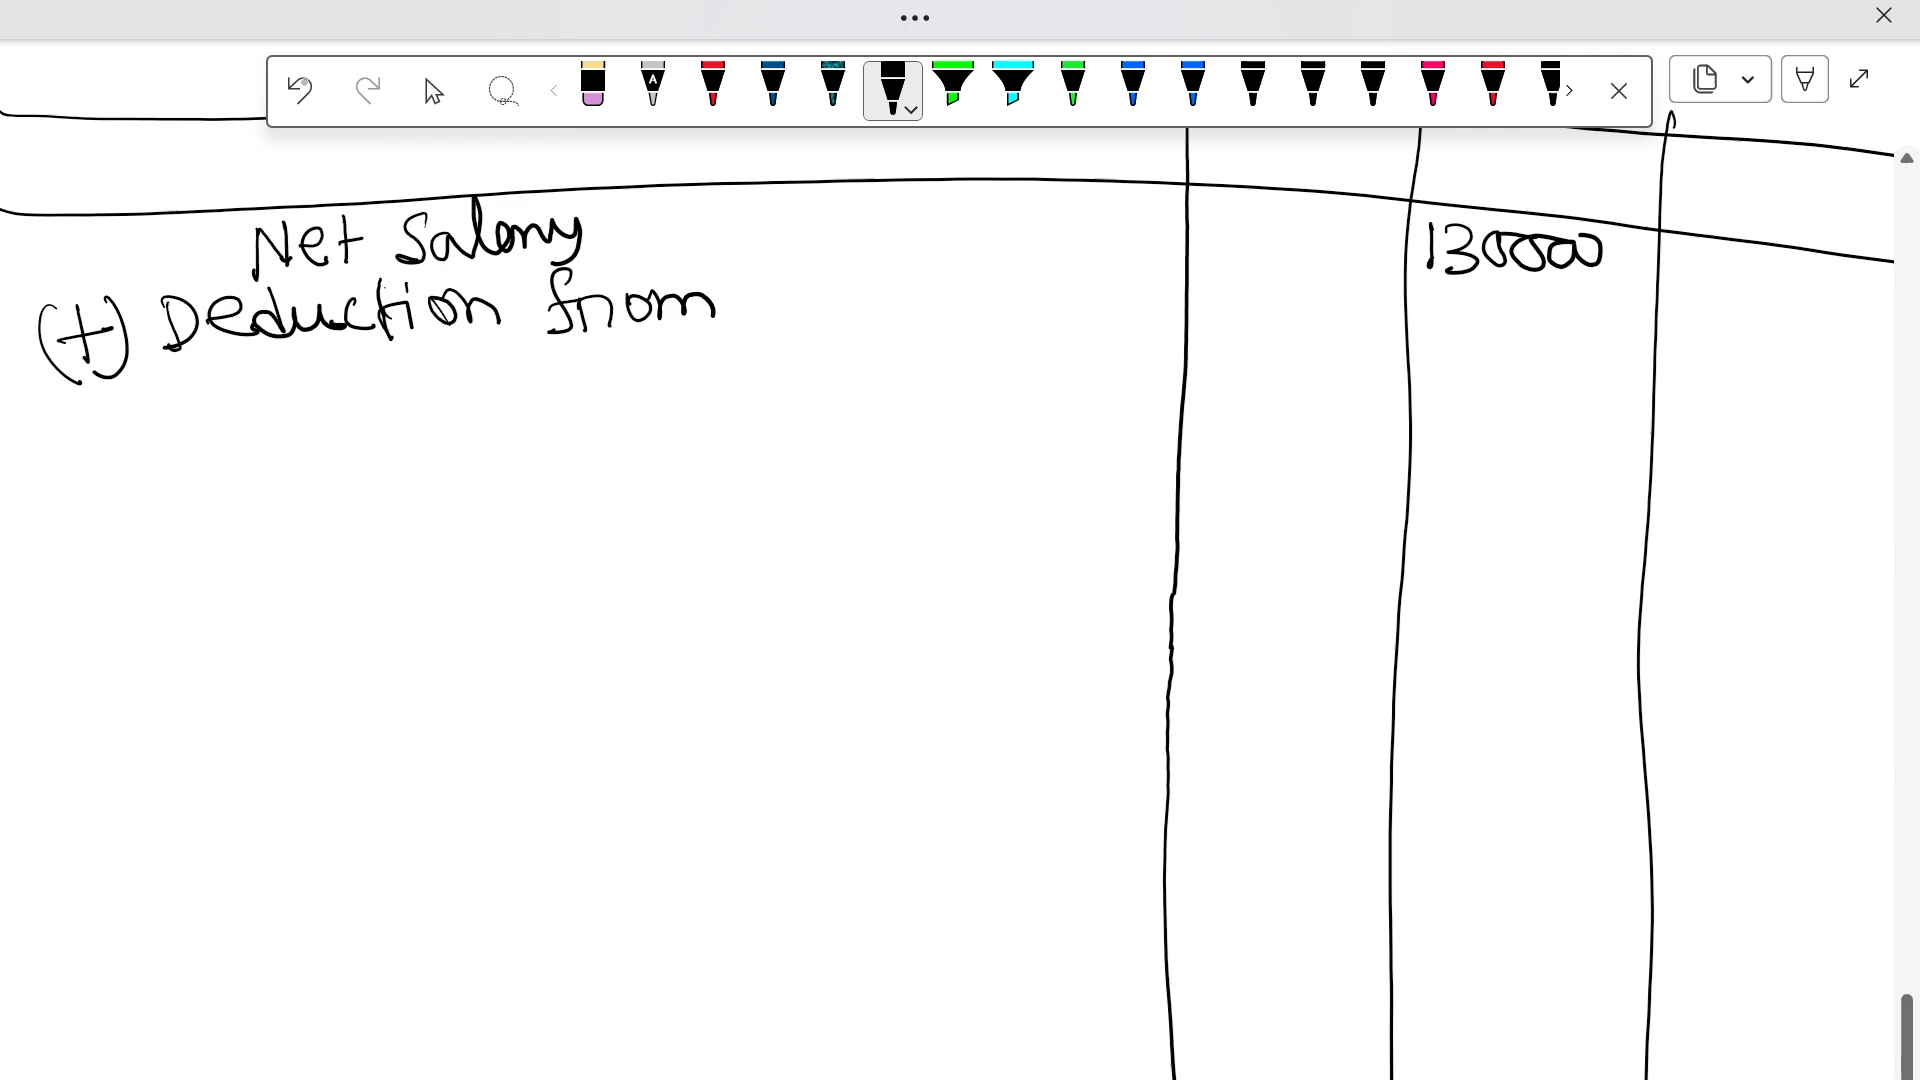 Net Salary
130000
(+) Deduction from